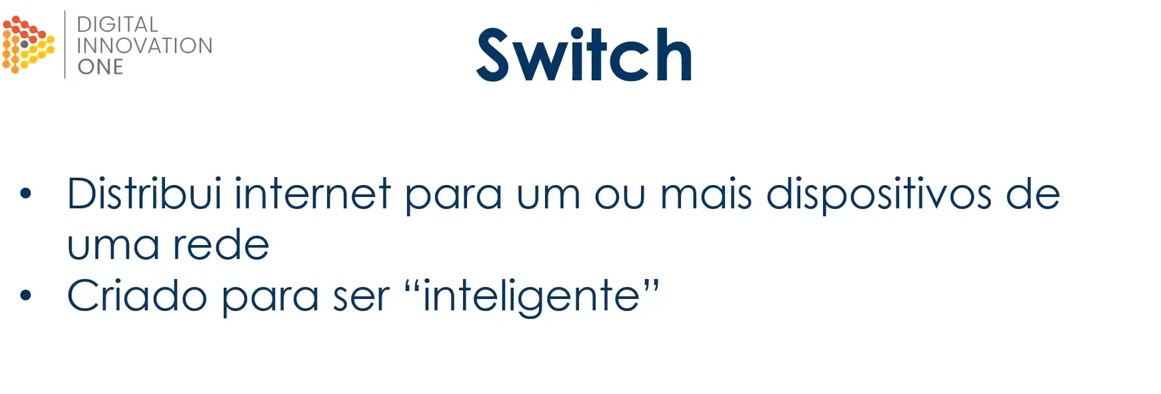 DIGITAL
INNOVATION
ONE
Switch
• Distribui internet para um ou mais dispositivos de
uma rede
• Criado para ser “inteligente”